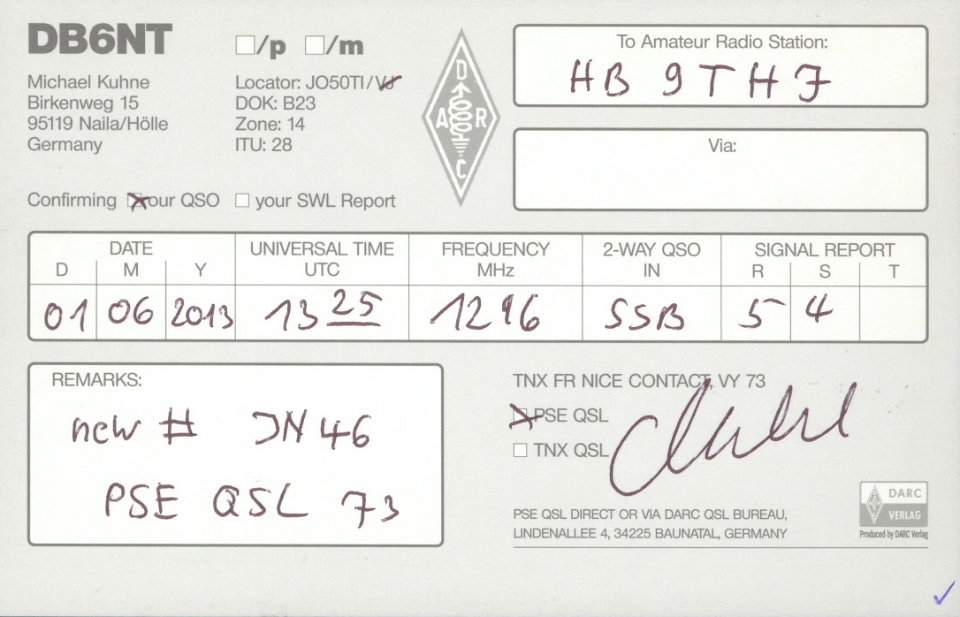 DB6NT
/p /m
Michael Kuhne
Birkenweg 15
95119 Naila/Hölle
Germany
Locator: JO50TI/
DOK: B23
Zone: 14
ITU: 28
Confirming our QSO your SWL Report
D
A R
C
To Amateur Radio Station:
HB 9 T H F
Via:
DATE UNIVERSAL TIME FREQUENCY 2-WAY QSO SIGNAL REPORT
D M Y UTC MHz IN R S T
01 06 2013 13 25 1296 SSB 5 4
REMARKS:
new # JN 46
PSE QSL 73
TNX FR NICE CONTACT, VY 73
PSE QSL
TNX QSL
PSE QSL DIRECT OR VIA DARC QSL BUREAU,
LINDENALLEE 4, 34225 BAUNATAL, GERMANY
DARC
VERLAG
Produced by DARC Verlag